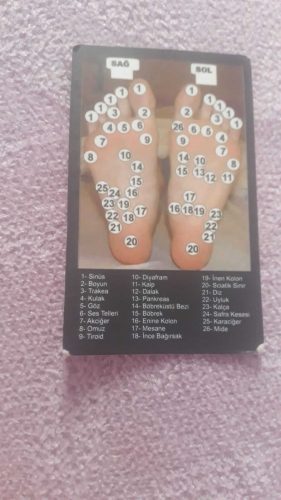 SAĞ
SOL
1- Sinüs
2- Boyun
3- Trakea
4- Kulak
5- Göz
6- Ses Telleri
7- Akciğer
8- Omuz
9- Tiroid
10- Diyafram
11- Kalp
12- Dalak
13- Pankreas
14- Böbreküstü Bezi
15- Böbrek
16- Enine Kolon
17- Mesane
18- İnce Bağırsak
19- İnen Kolon
20- Sciatik Sinir
21- Diz
22- Uyluk
23- Kalça
24- Safra Kesesi
25- Karaciğer
26- Mide